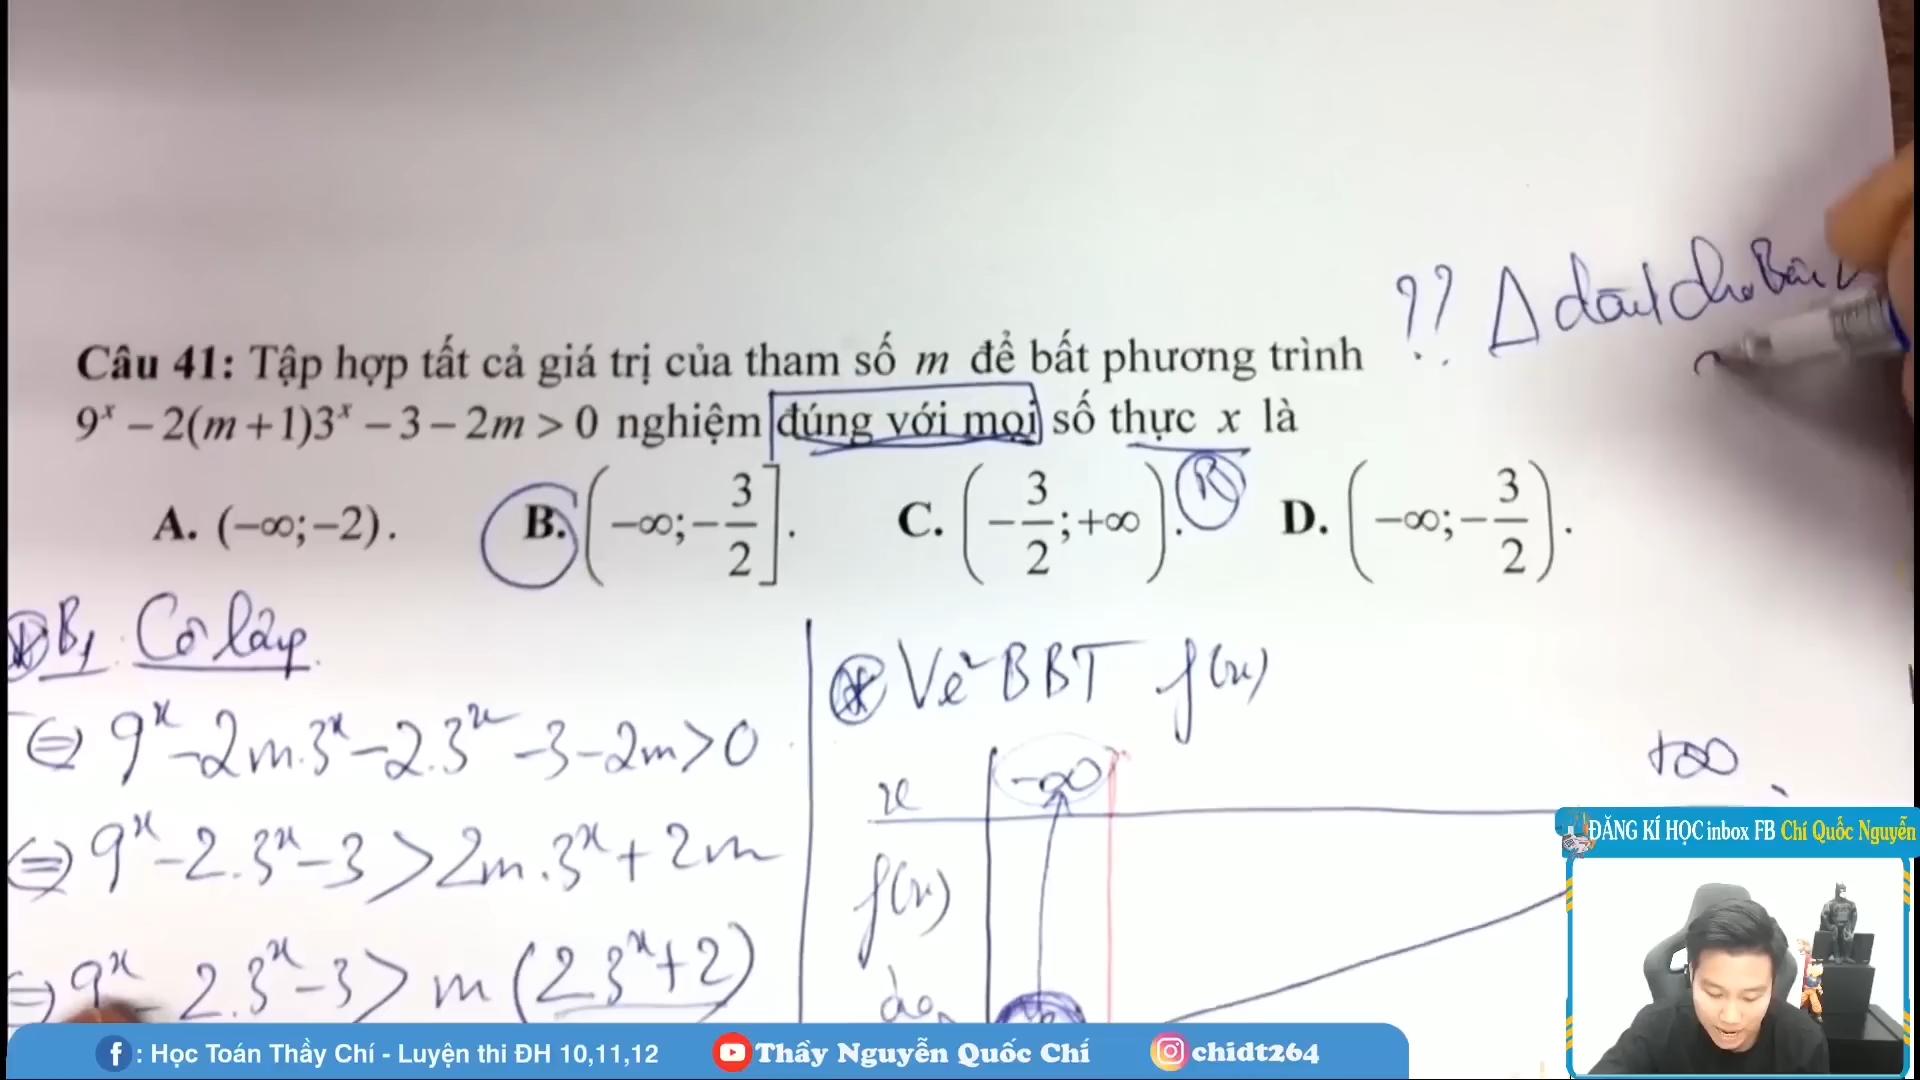 ?? Δ dấu cho Bài
Câu 41: Tập hợp tất cả giá trị của tham số m để bất phương trình
9^x − 2(m+1)3^x − 3 − 2m > 0 nghiệm đúng với mọi số thực x là
R
A. (−∞;−2). B. (−∞;−3/2]. C. (−3/2;+∞). D. (−∞;−3/2).
B1 Cô lập
⇔ 9^x − 2m.3^x − 2.3^x − 3 − 2m > 0
⇔ 9^x − 2.3^x − 3 > 2m.3^x + 2m
⇔ 9^x − 2.3^x − 3 > m(2.3^x + 2)
* Vẽ BBT f(x)
x −∞ +∞
f(x)
ĐĂNG KÍ HỌC inbox FB Chí Quốc Nguyễn
f : Học Toán Thầy Chí - Luyện thi ĐH 10,11,12
Thầy Nguyễn Quốc Chí
chidt264